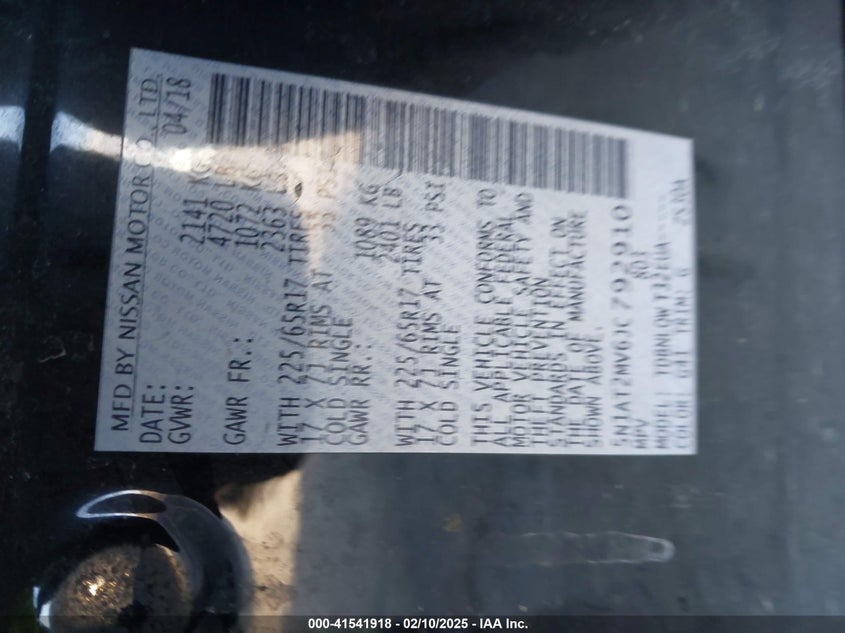 MFD BY NISSAN MOTOR CO., LTD.
DATE: 04/18
GVWR: 2141 KG
4720 LB
GAWR FR.: 1072 KG
2363 LB
WITH 225/65R17 TIRES
17 X 7J RIMS AT 33 PSI
COLD SINGLE
GAWR RR.: 1089 KG
2401 LB
WITH 225/65R17 TIRES
17 X 7J RIMS AT 33 PSI
COLD SINGLE
THIS VEHICLE CONFORMS TO
ALL APPLICABLE FEDERAL
MOTOR VEHICLE SAFETY AND
THEFT PREVENTION
STANDARDS IN EFFECT ON
THE DATE OF MANUFACTURE
SHOWN ABOVE.
5N1AT2MV6JC792910
MPV
MODEL:
COLOR: TRIM: G
000-41541918 - 02/10/2025 - IAA Inc.